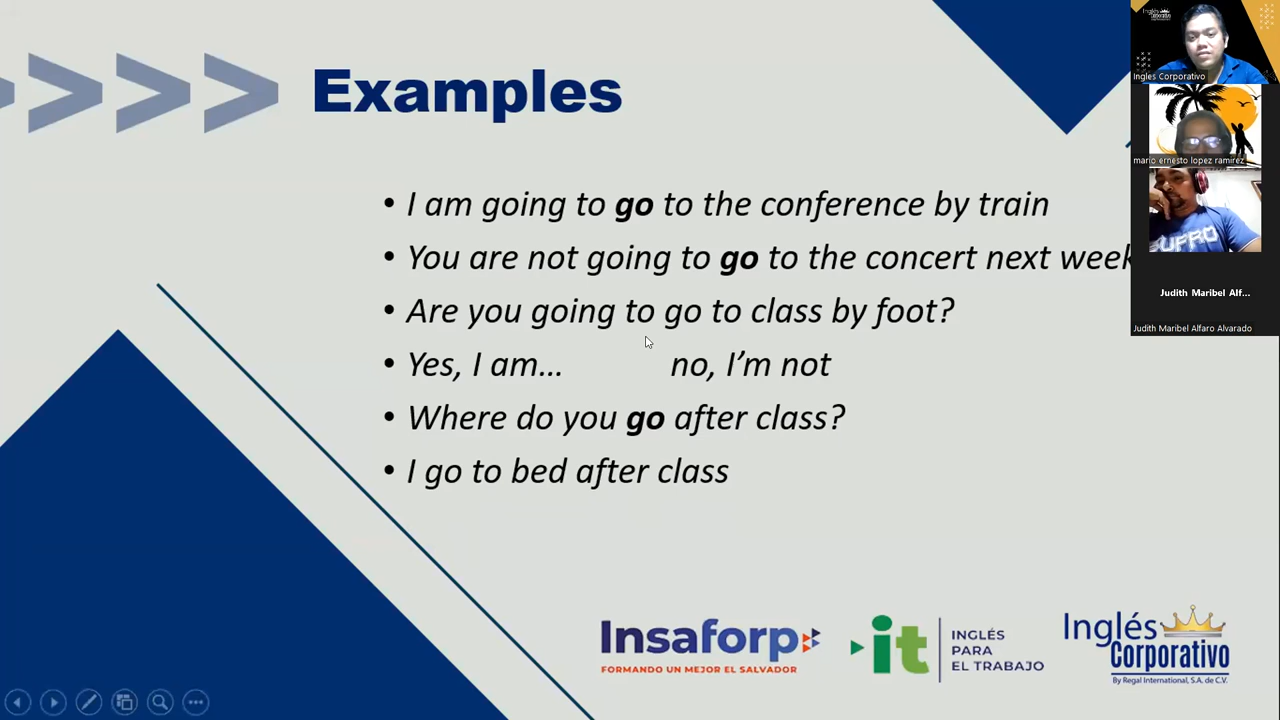 Examples
• I am going to go to the conference by train
• You are not going to go to the concert next week
• Are you going to go to class by foot?
• Yes, I am... no, I'm not
• Where do you go after class?
• I go to bed after class
Inglés Corporativo
Ingles Corporativo
mario ernesto lopez ramirez
SUFRO
Judith Maribel Alf...
Judith Maribel Alfaro Alvarado
Insaforp
FORMANDO UN MEJOR EL SALVADOR
it
INGLÉS
PARA
EL TRABAJO
Inglés
Corporativo
By Regal International, S.A. de C.V.